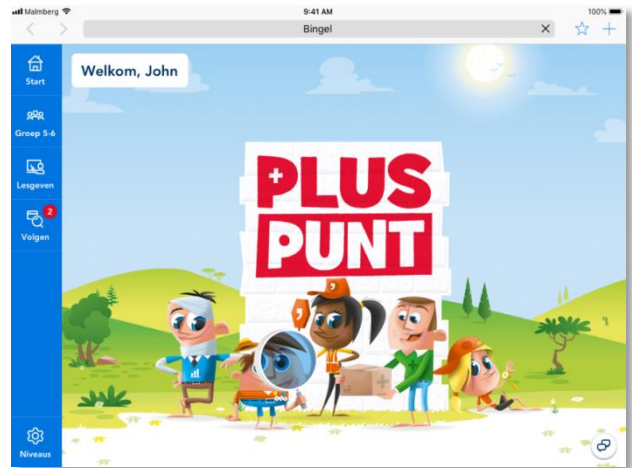 Malmberg
9:41 AM
100%
Bingel
Start
Groep 5-6
Lesgeven
2
Volgen
Niveaus
Welkom, John
PLUS
PUNT